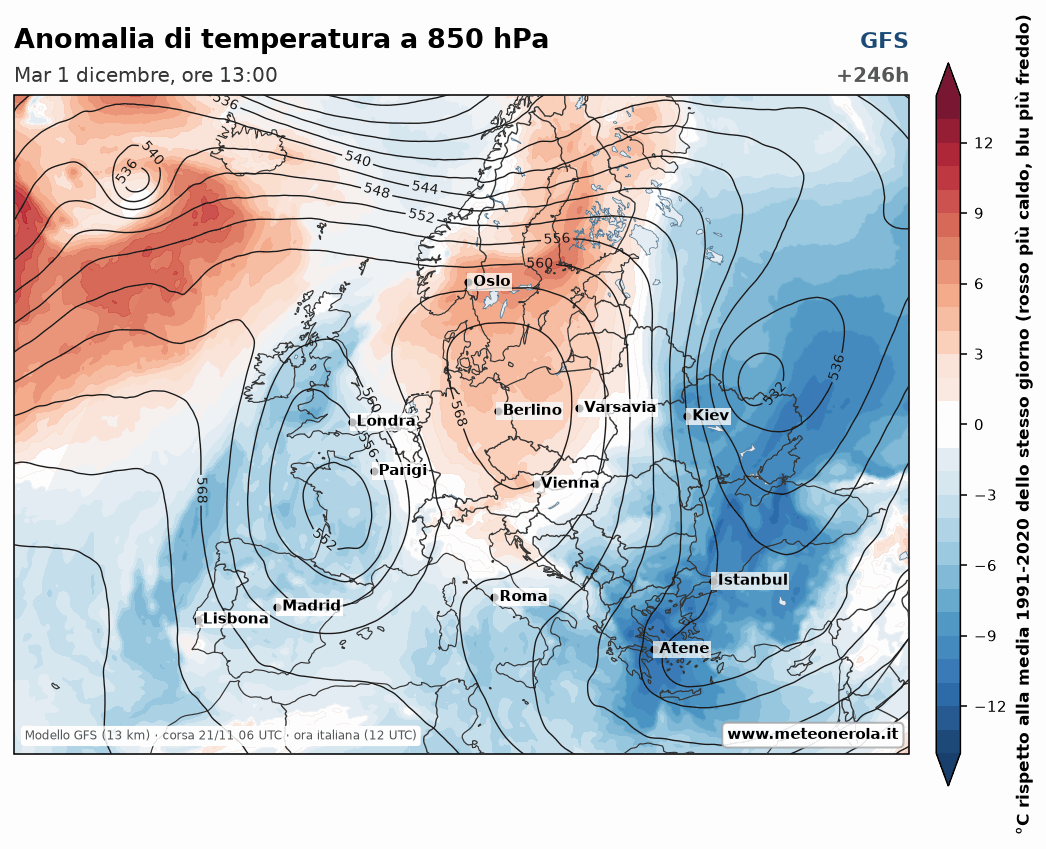 Anomalia di temperatura a 850 hPa
GFS
Mar 1 dicembre, ore 13:00
+246h
536
540
536
540
548
544
552
556
560
Oslo
12
9
6
3
0
−3
−6
−9
−12
°C rispetto alla media 1991-2020 dello stesso giorno (rosso più caldo, blu più freddo)
536
532
560
568
Berlino
Varsavia
Kiev
Londra
556
Parigi
568
Vienna
552
Istanbul
Roma
Madrid
Lisbona
Atene
Modello GFS (13 km) · corsa 21/11 06 UTC · ora italiana (12 UTC)
www.meteonerola.it